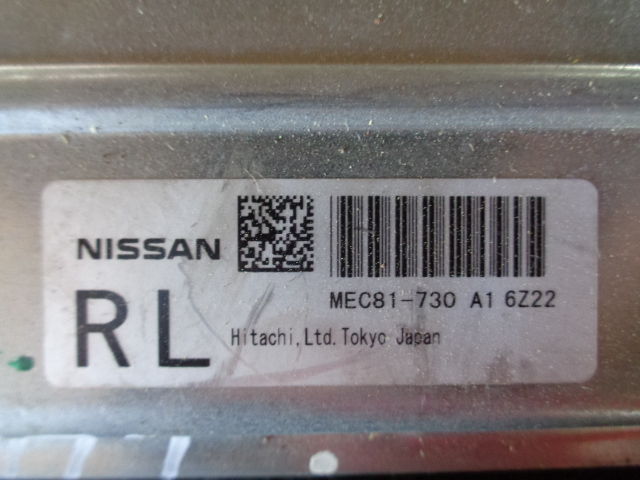 NISSAN
MEC81-730 A1 6Z22
RL
Hitachi,Ltd.Tokyo Japan